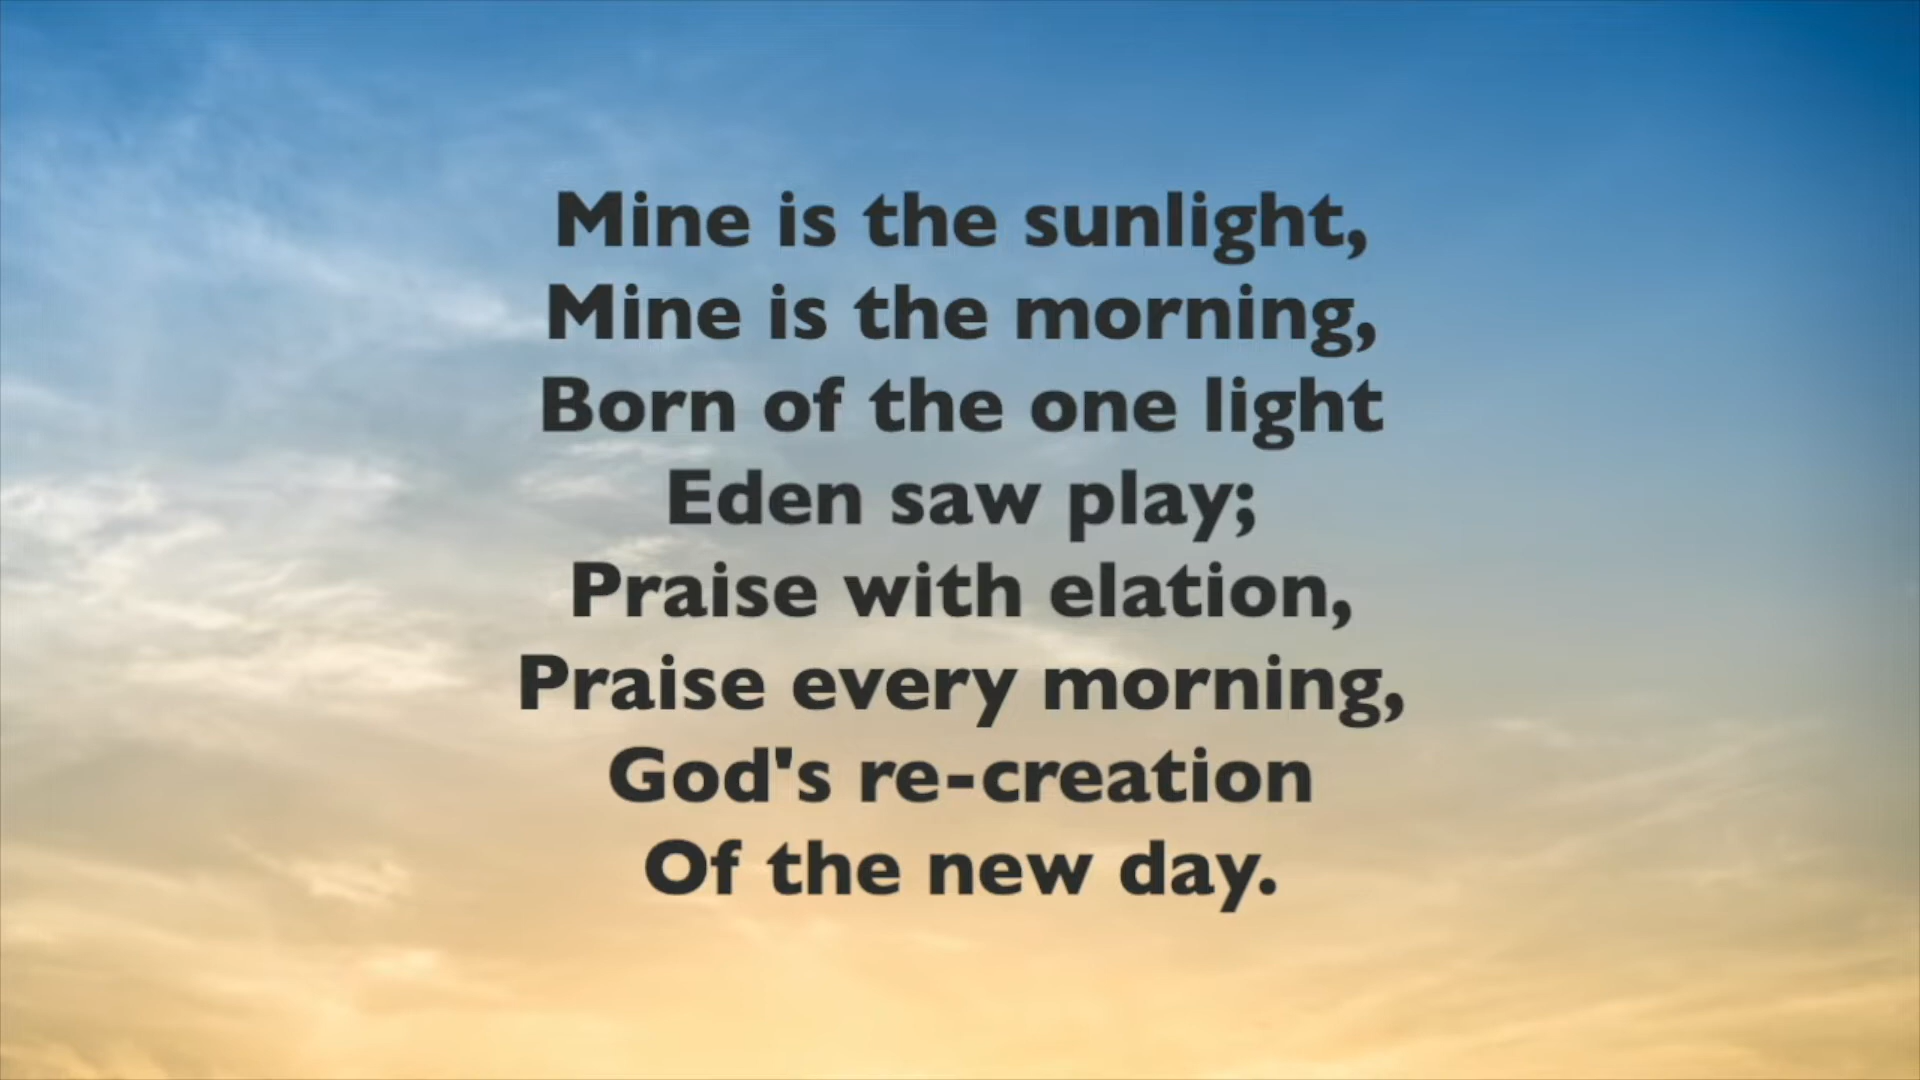 Mine is the sunlight,
Mine is the morning,
Born of the one light
Eden saw play;
Praise with elation,
Praise every morning,
God's re-creation
Of the new day.